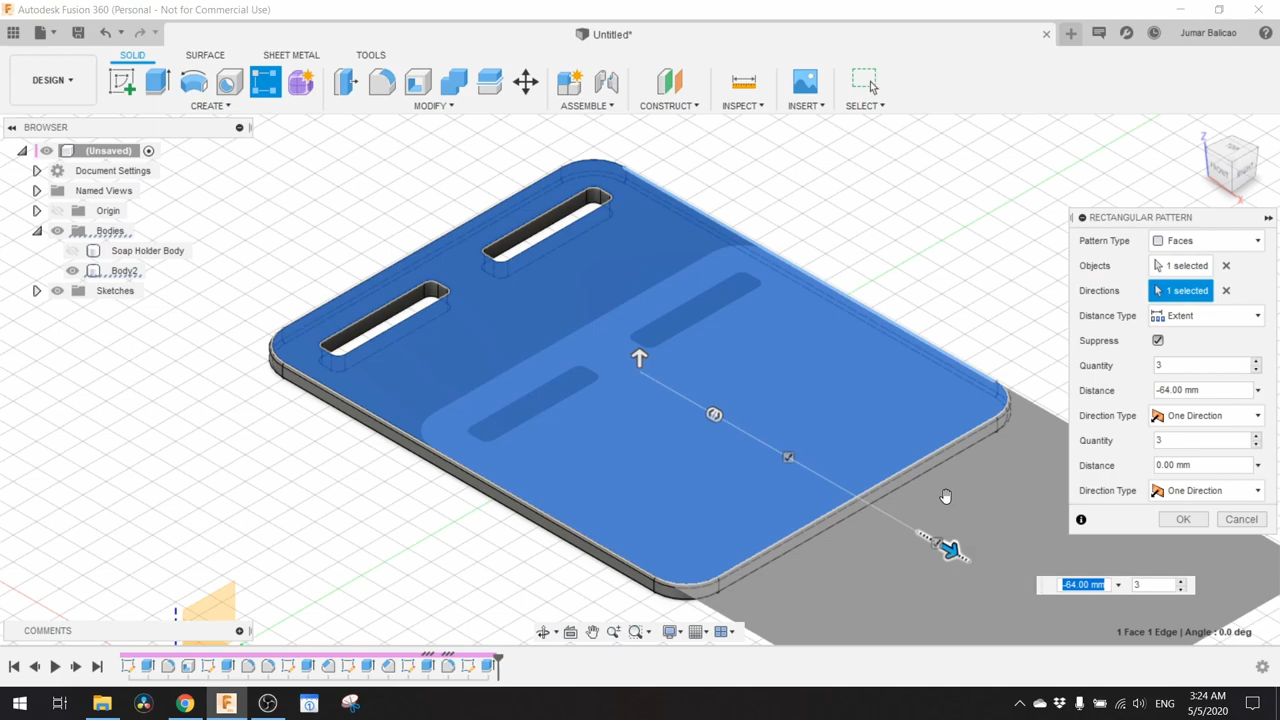 Autodesk Fusion 360 (Personal - Not for Commercial Use)
Untitled*
Jumar Balicao
DESIGN
SOLID
SURFACE
SHEET METAL
TOOLS
CREATE
MODIFY
ASSEMBLE
CONSTRUCT
INSPECT
INSERT
SELECT
BROWSER
(Unsaved)
Document Settings
Named Views
Origin
Bodies
Soap Holder Body
Body2
Sketches
Z
TOP
FRONT
RIGHT
X
RECTANGULAR PATTERN
Pattern Type
Faces
Objects
1 selected
Directions
1 selected
Distance Type
Extent
Suppress
Quantity
3
Distance
-64.00 mm
Direction Type
One Direction
Quantity
3
Distance
0.00 mm
Direction Type
One Direction
OK
Cancel
-64.00 mm
3
COMMENTS
1 Face 1 Edge | Angle : 0.0 deg
ENG
3:24 AM
5/5/2020